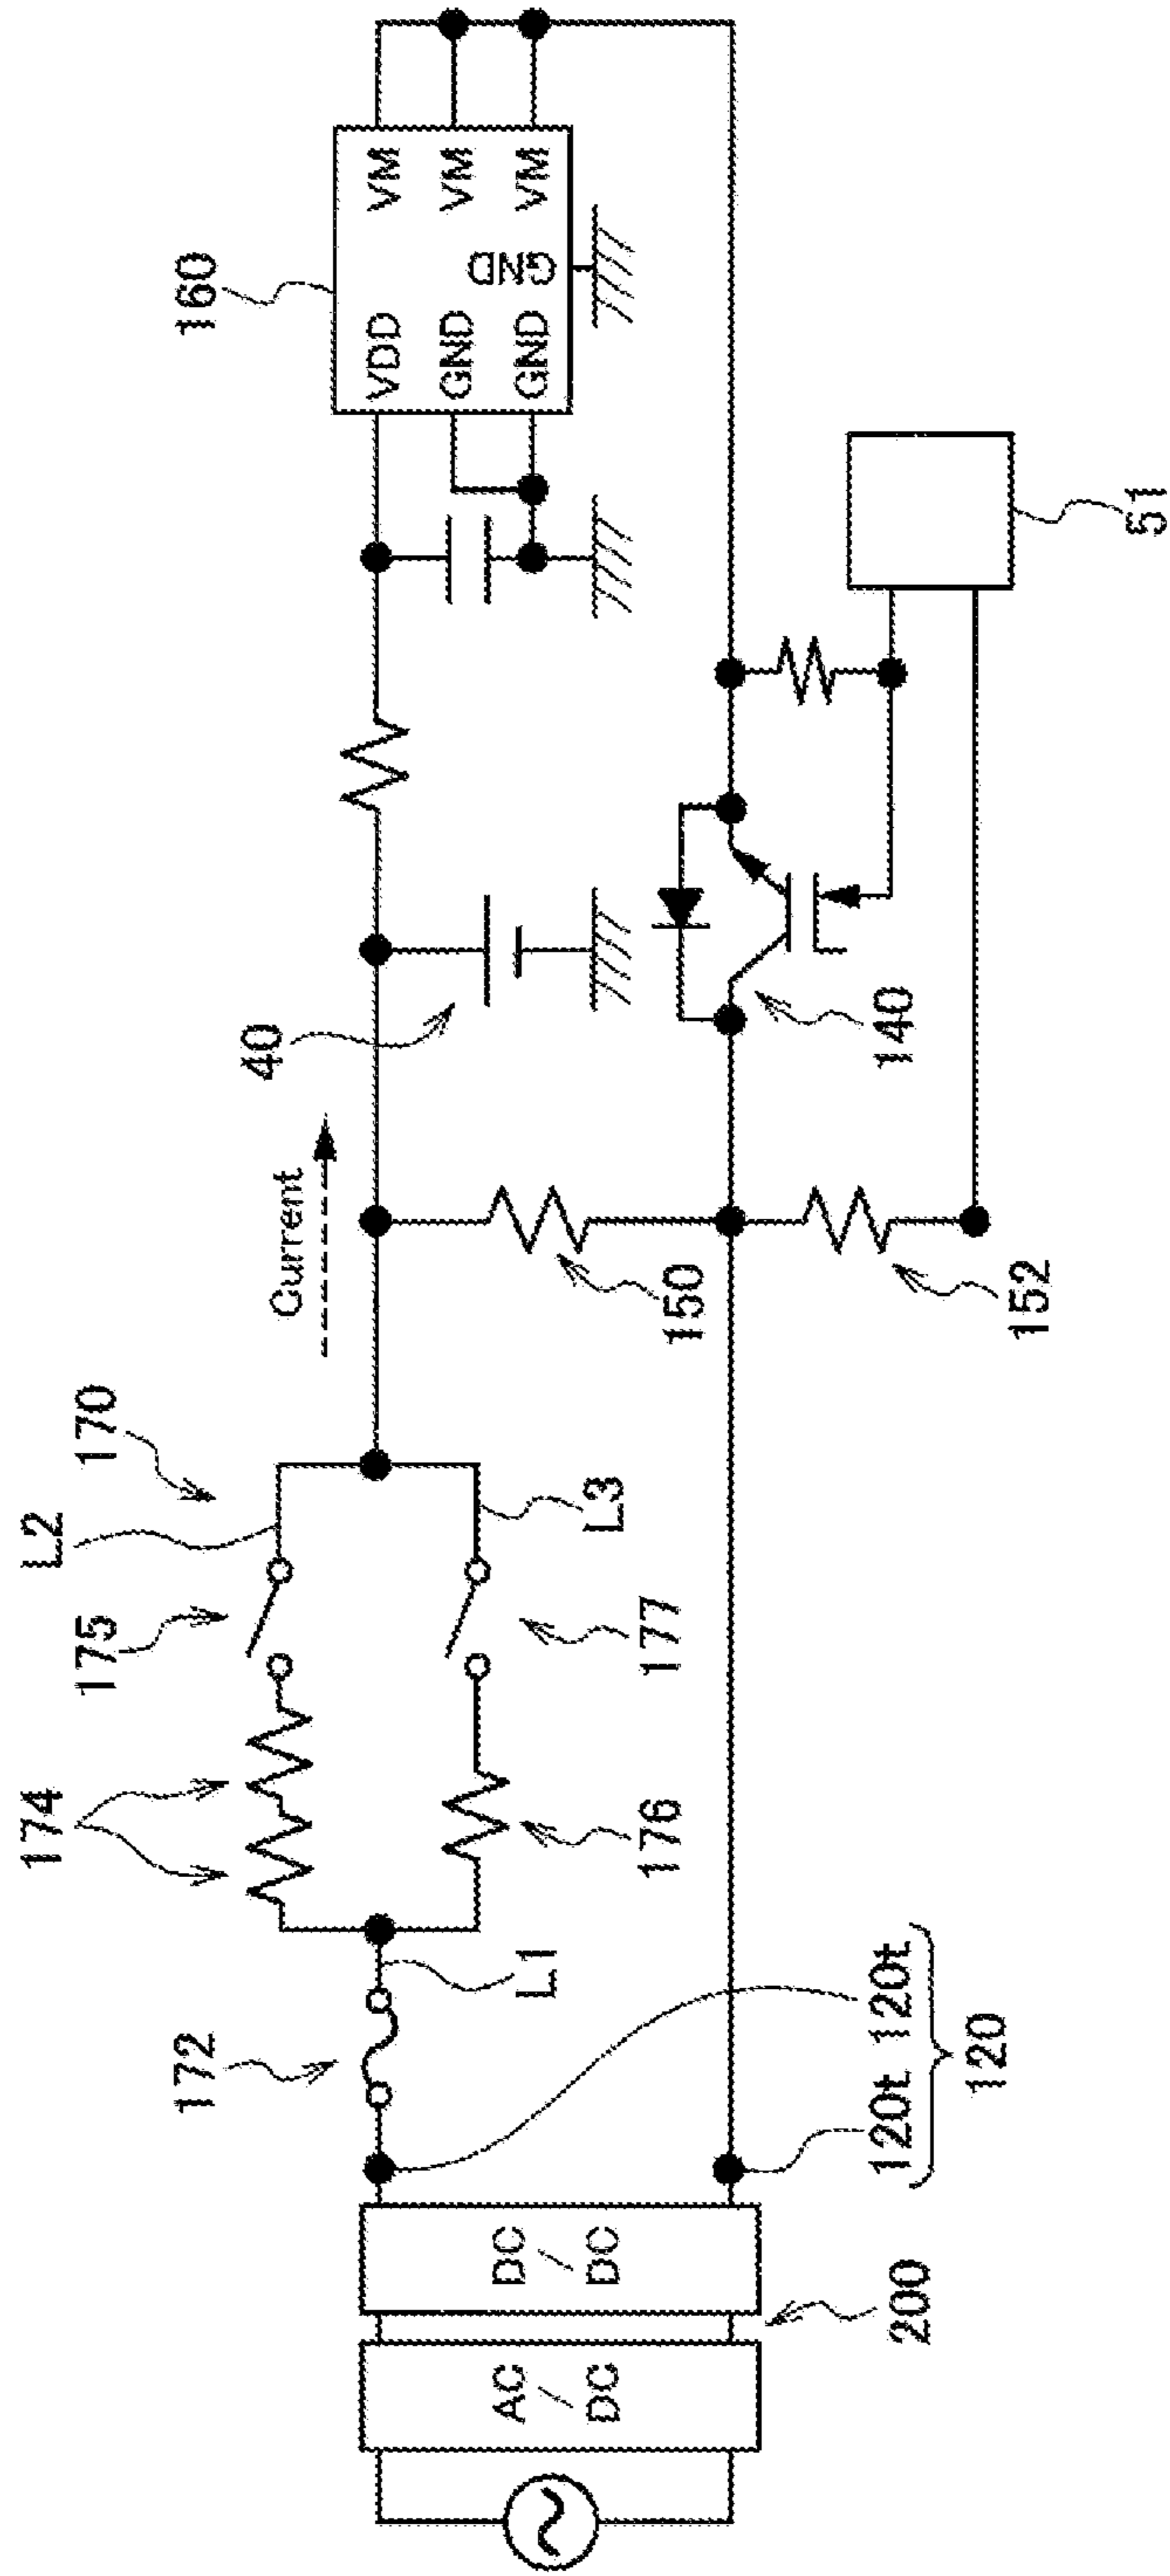 170
L2
175
174
172
L1
L3
177
176
Current
40
150
152
140
51
160
VDD
GND
GND
GND
VM
VM
VM
AC
/
DC
DC
/
DC
200
120t
120t
120